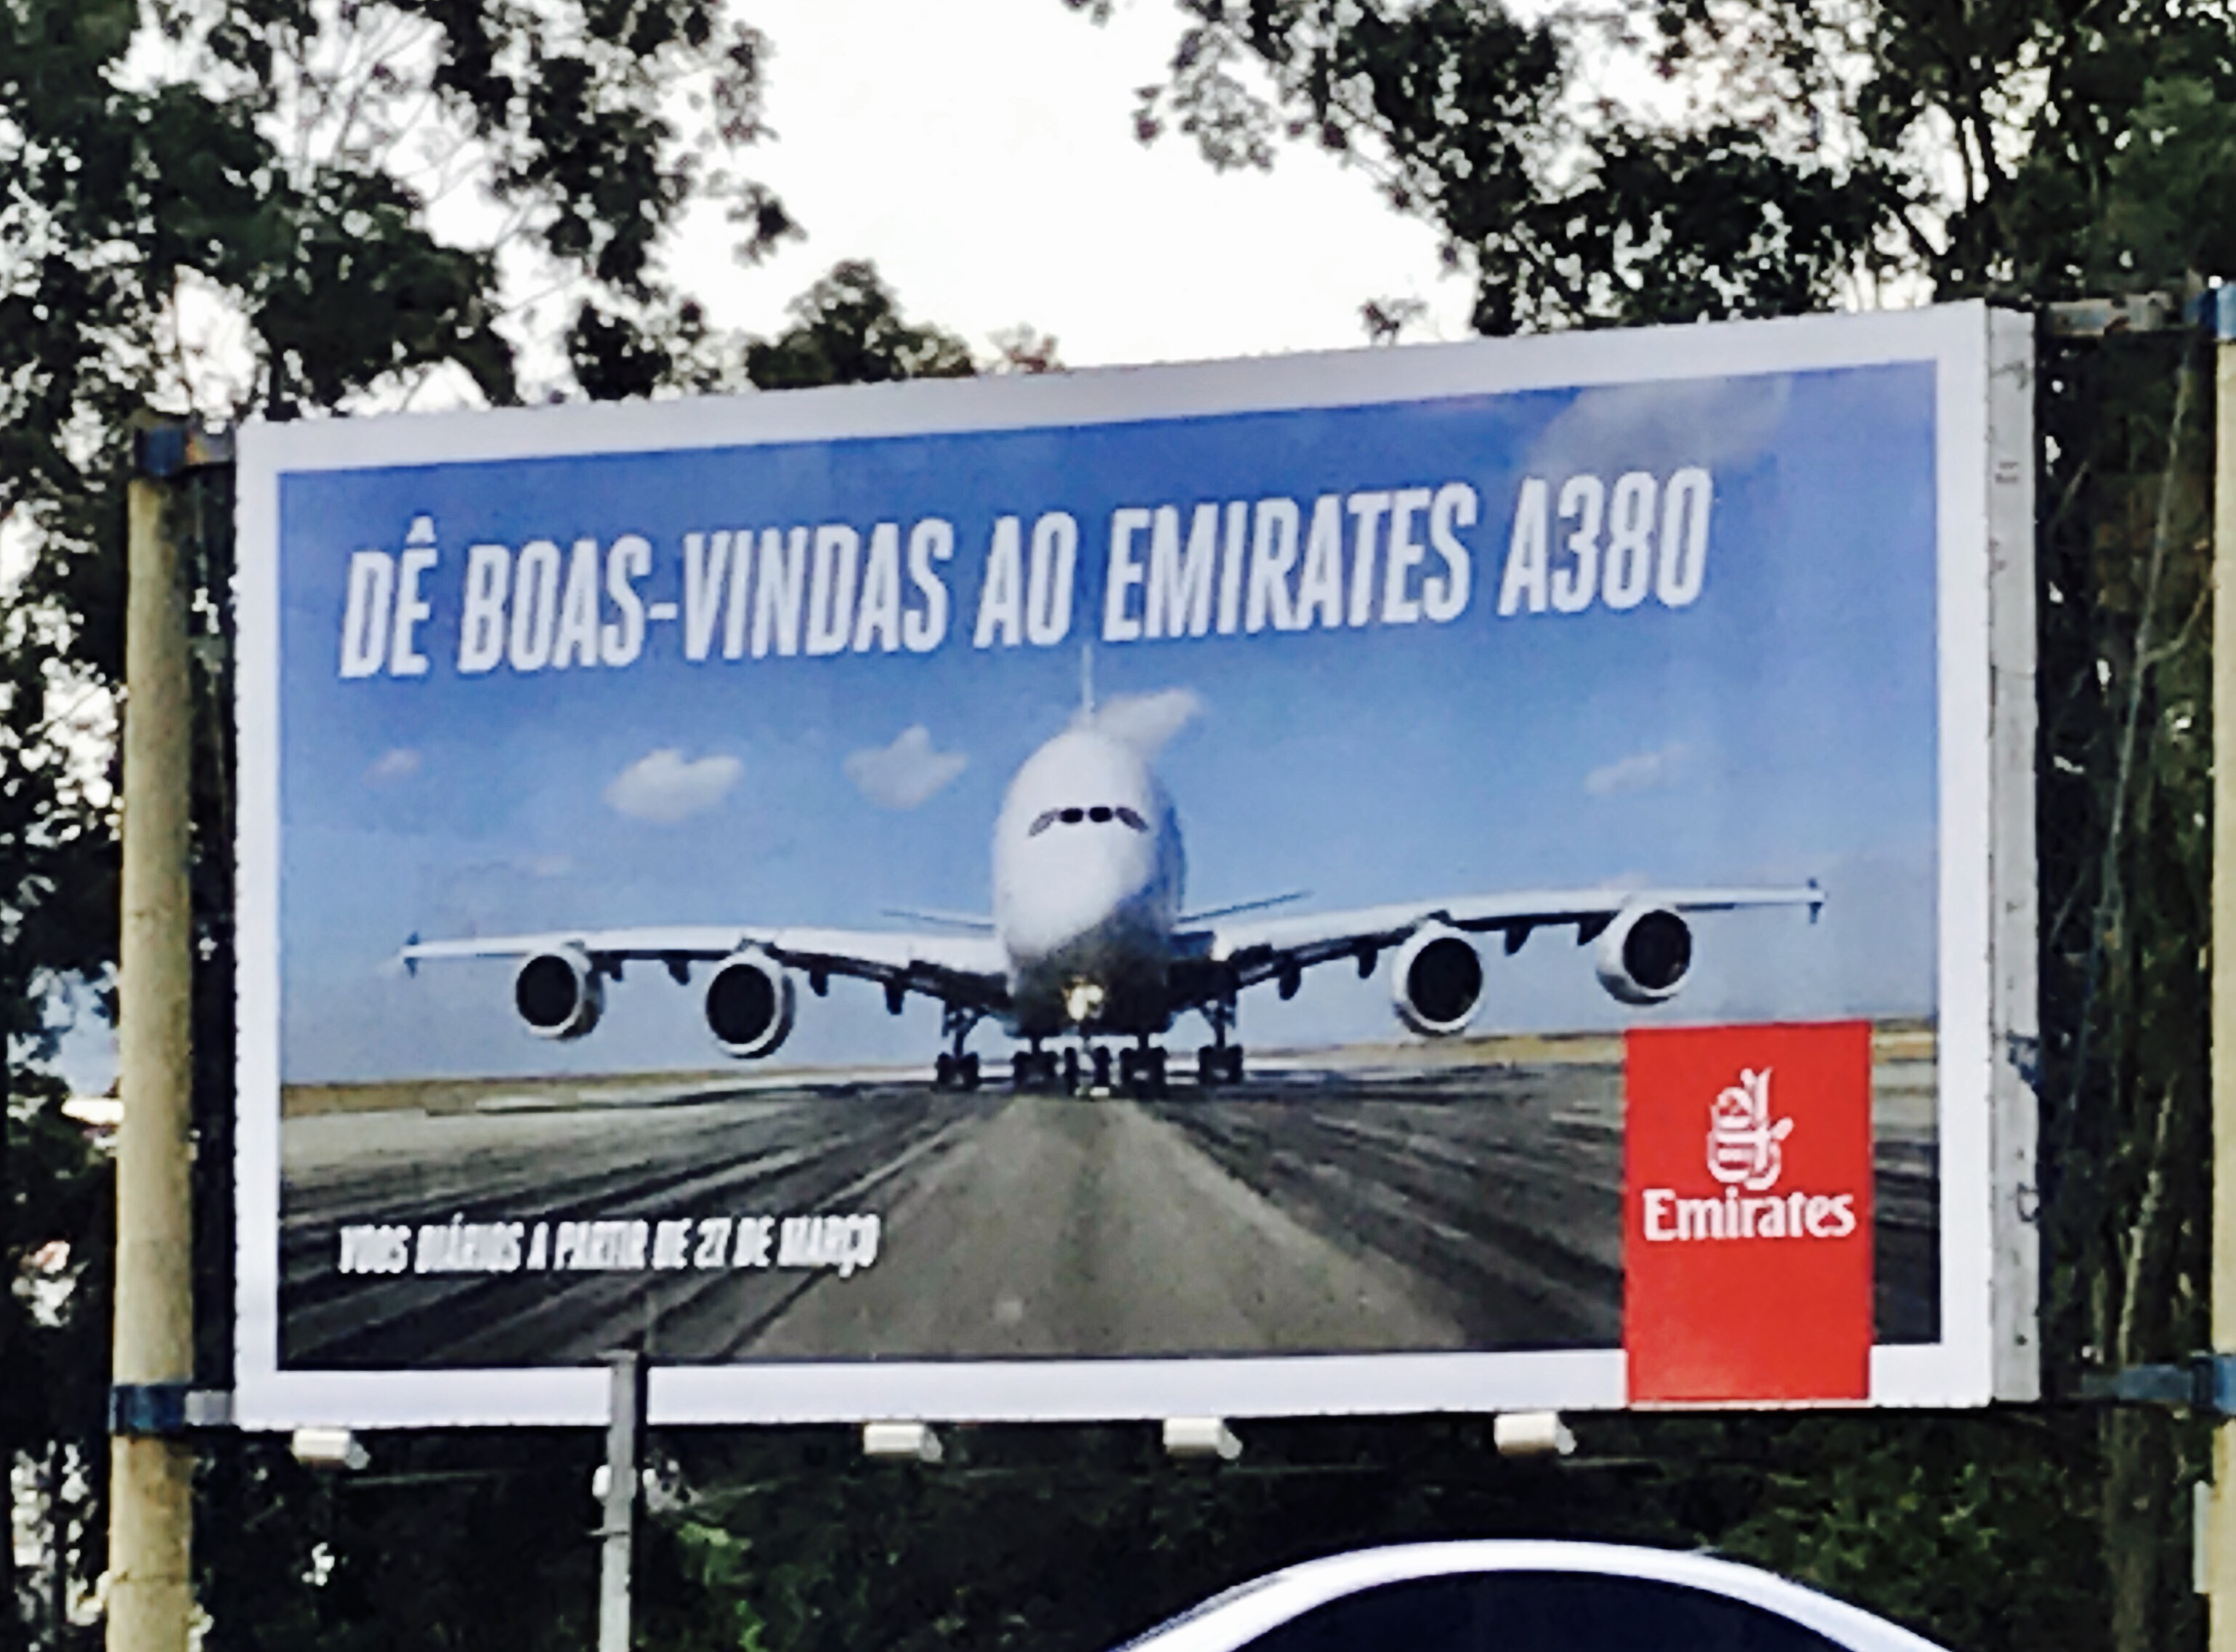 DÊ BOAS-VINDAS AO EMIRATES A380
VOOS DIÁRIOS A PARTIR DE 27 DE MARÇO
Emirates